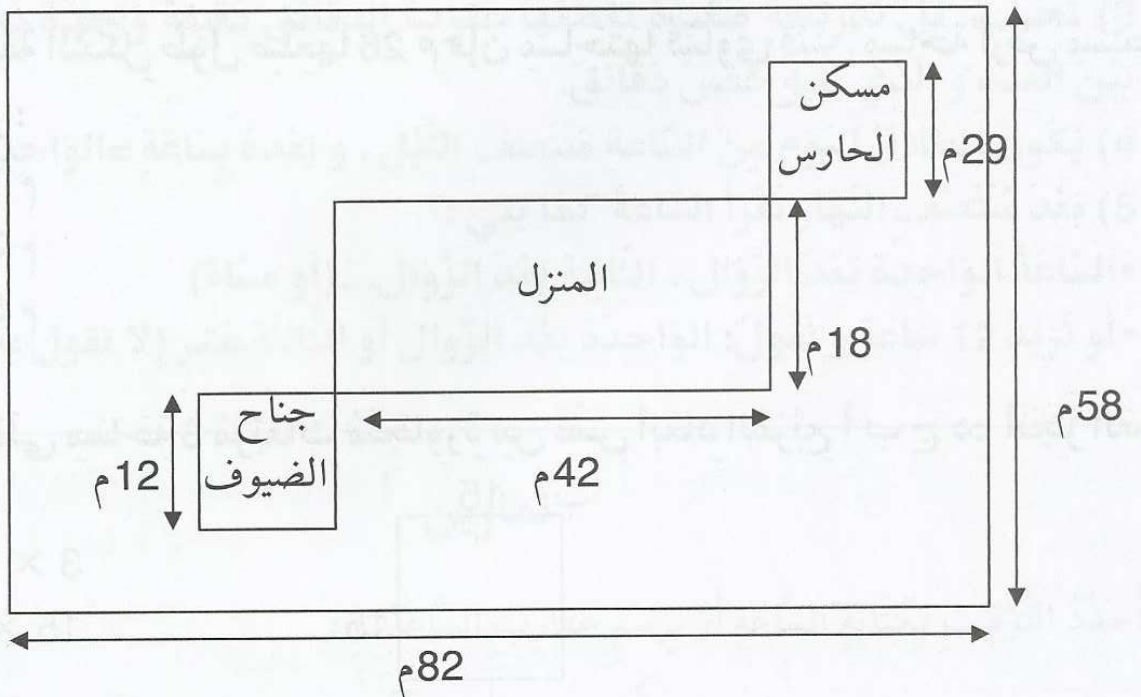 مسكن
الحارس
29م
المنزل
18م
58م
جناح
الضيوف
12م
42م
82م